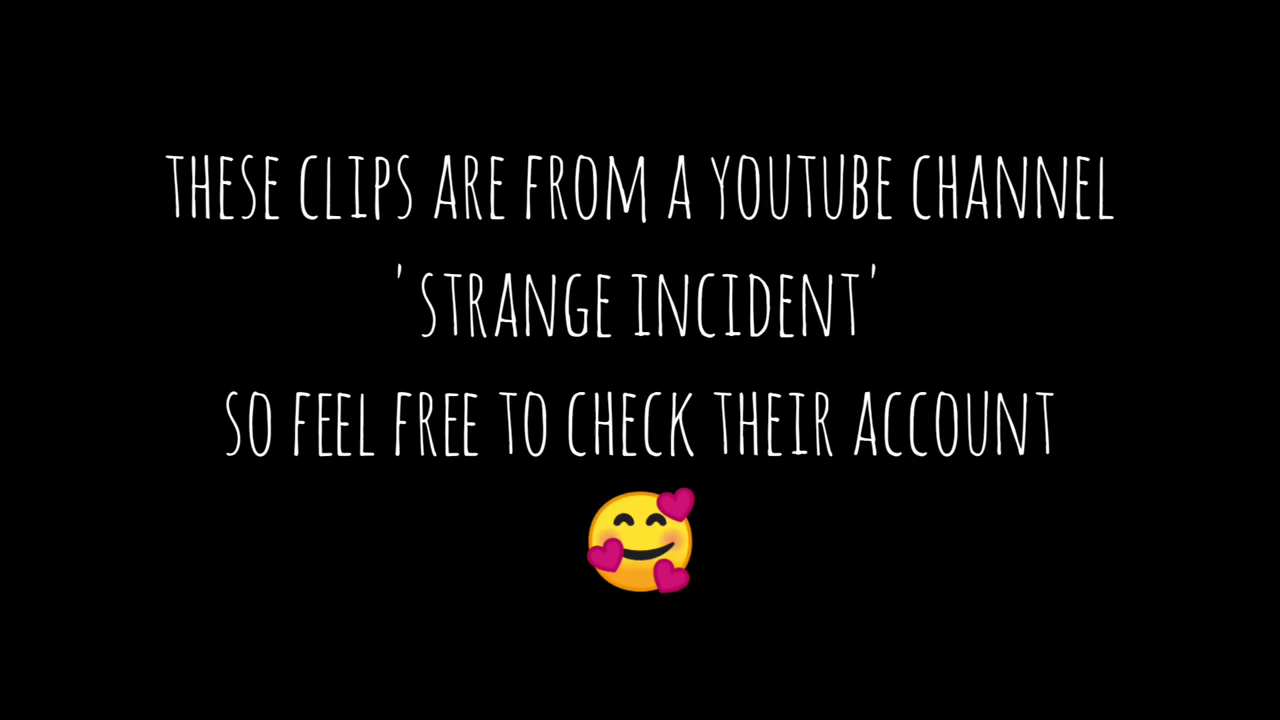 THESE CLIPS ARE FROM A YOUTUBE CHANNEL
'STRANGE INCIDENT'
SO FEEL FREE TO CHECK THEIR ACCOUNT